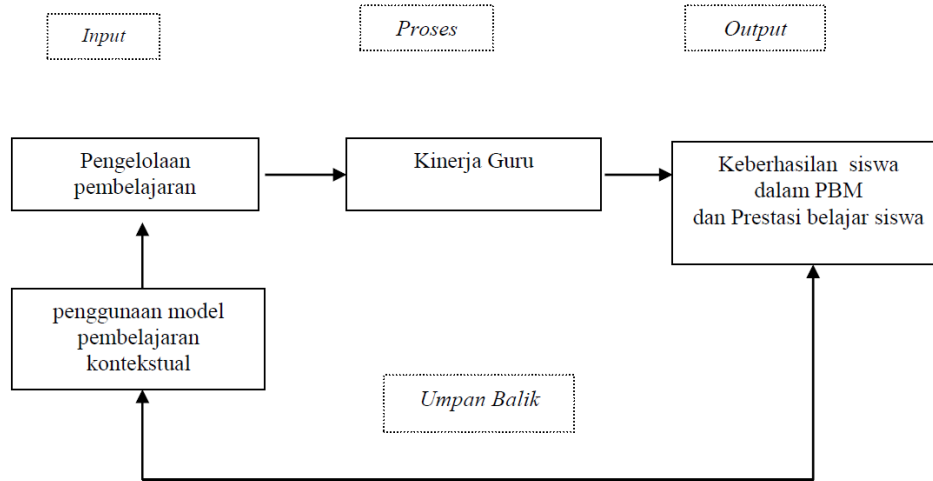 Input
Proses
Output
Pengelolaan
pembelajaran
Kinerja Guru
Keberhasilan siswa
dalam PBM
dan Prestasi belajar siswa
penggunaan model
pembelajaran
kontekstual
Umpan Balik